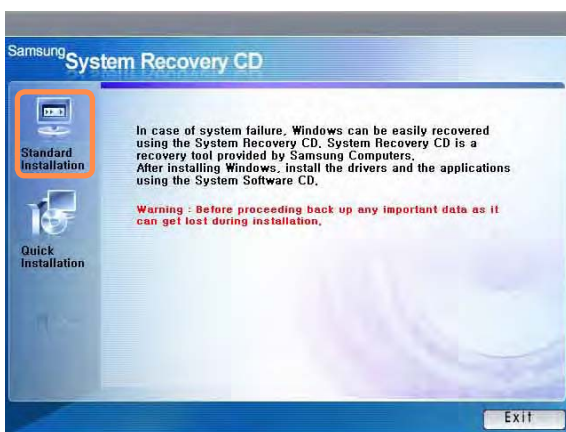 Samsung System Recovery CD
Standard
Installation
Quick
Installation
In case of system failure, Windows can be easily recovered
using the System Recovery CD, System Recovery CD is a
recovery tool provided by Samsung Computers,
After installing Windows, install the drivers and the applications
using the System Software CD,
Warning : Before proceeding back up any important data as it
can get lost during installation,
Exit